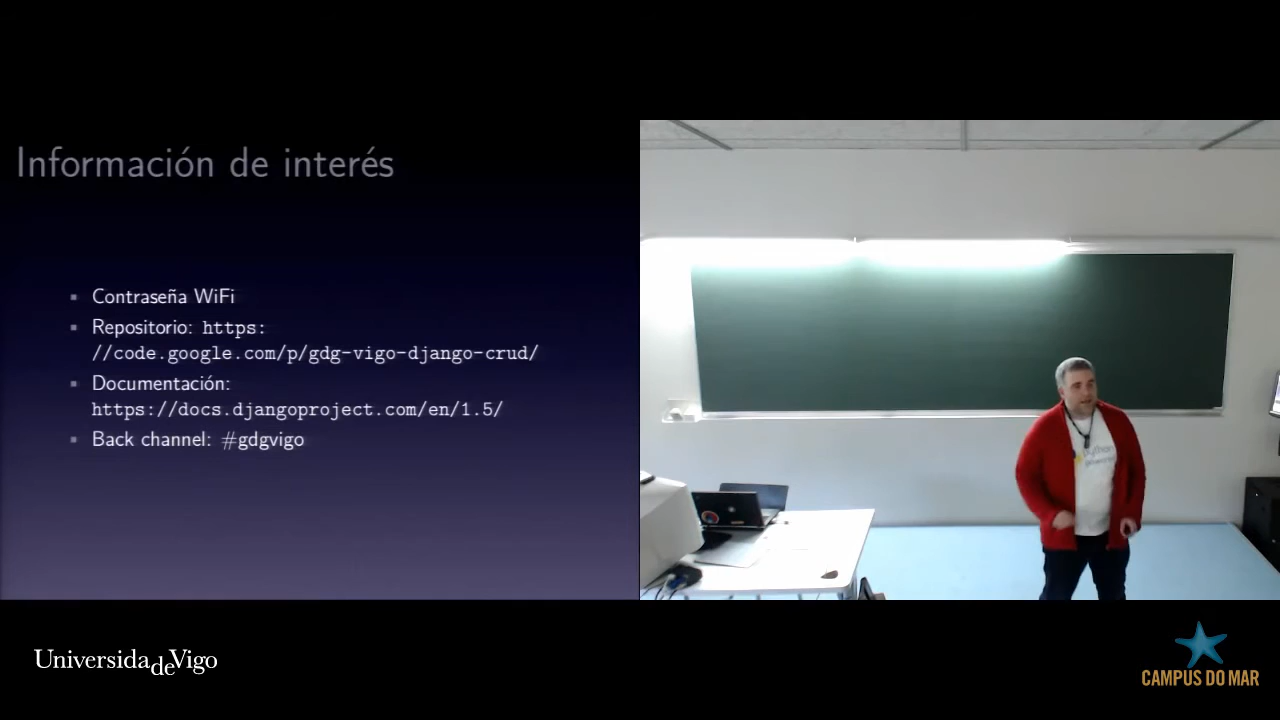 Información de interés
Contraseña WiFi
Repositorio: https:
//code.google.com/p/gdg-vigo-django-crud/
Documentación:
https://docs.djangoproject.com/en/1.5/
Back channel: #gdgvigo
python
UniversidadeVigo
CAMPUS DO MAR